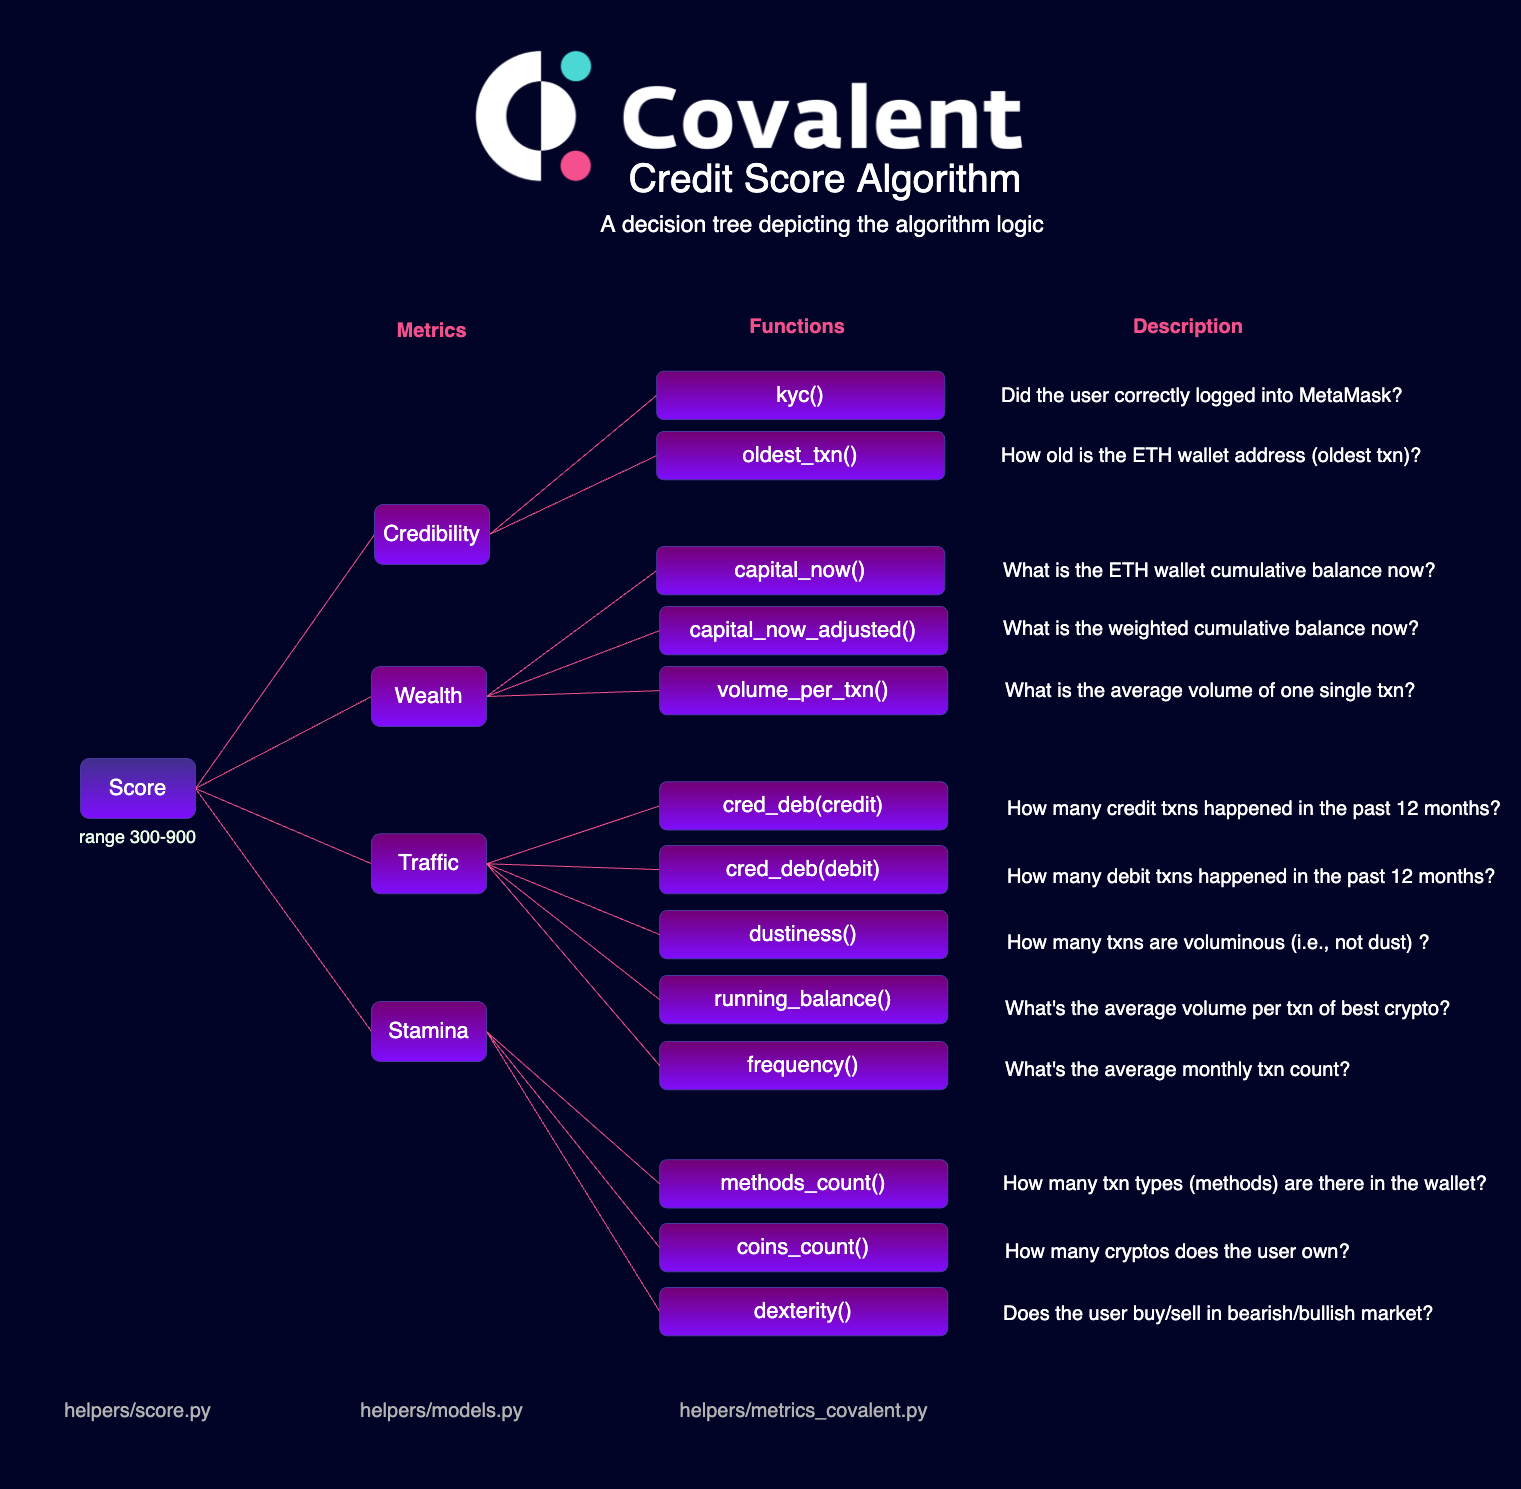 Covalent
Credit Score Algorithm
A decision tree depicting the algorithm logic
Metrics
Functions
Description
kyc()
Did the user correctly logged into MetaMask?
oldest_txn()
How old is the ETH wallet address (oldest txn)?
Credibility
capital_now()
What is the ETH wallet cumulative balance now?
capital_now_adjusted()
What is the weighted cumulative balance now?
Wealth
volume_per_txn()
What is the average volume of one single txn?
Score
range 300-900
cred_deb(credit)
How many credit txns happened in the past 12 months?
Traffic
cred_deb(debit)
How many debit txns happened in the past 12 months?
dustiness()
How many txns are voluminous (i.e., not dust) ?
running_balance()
What's the average volume per txn of best crypto?
Stamina
frequency()
What's the average monthly txn count?
methods_count()
How many txn types (methods) are there in the wallet?
coins_count()
How many cryptos does the user own?
dexterity()
Does the user buy/sell in bearish/bullish market?
helpers/score.py
helpers/models.py
helpers/metrics_covalent.py